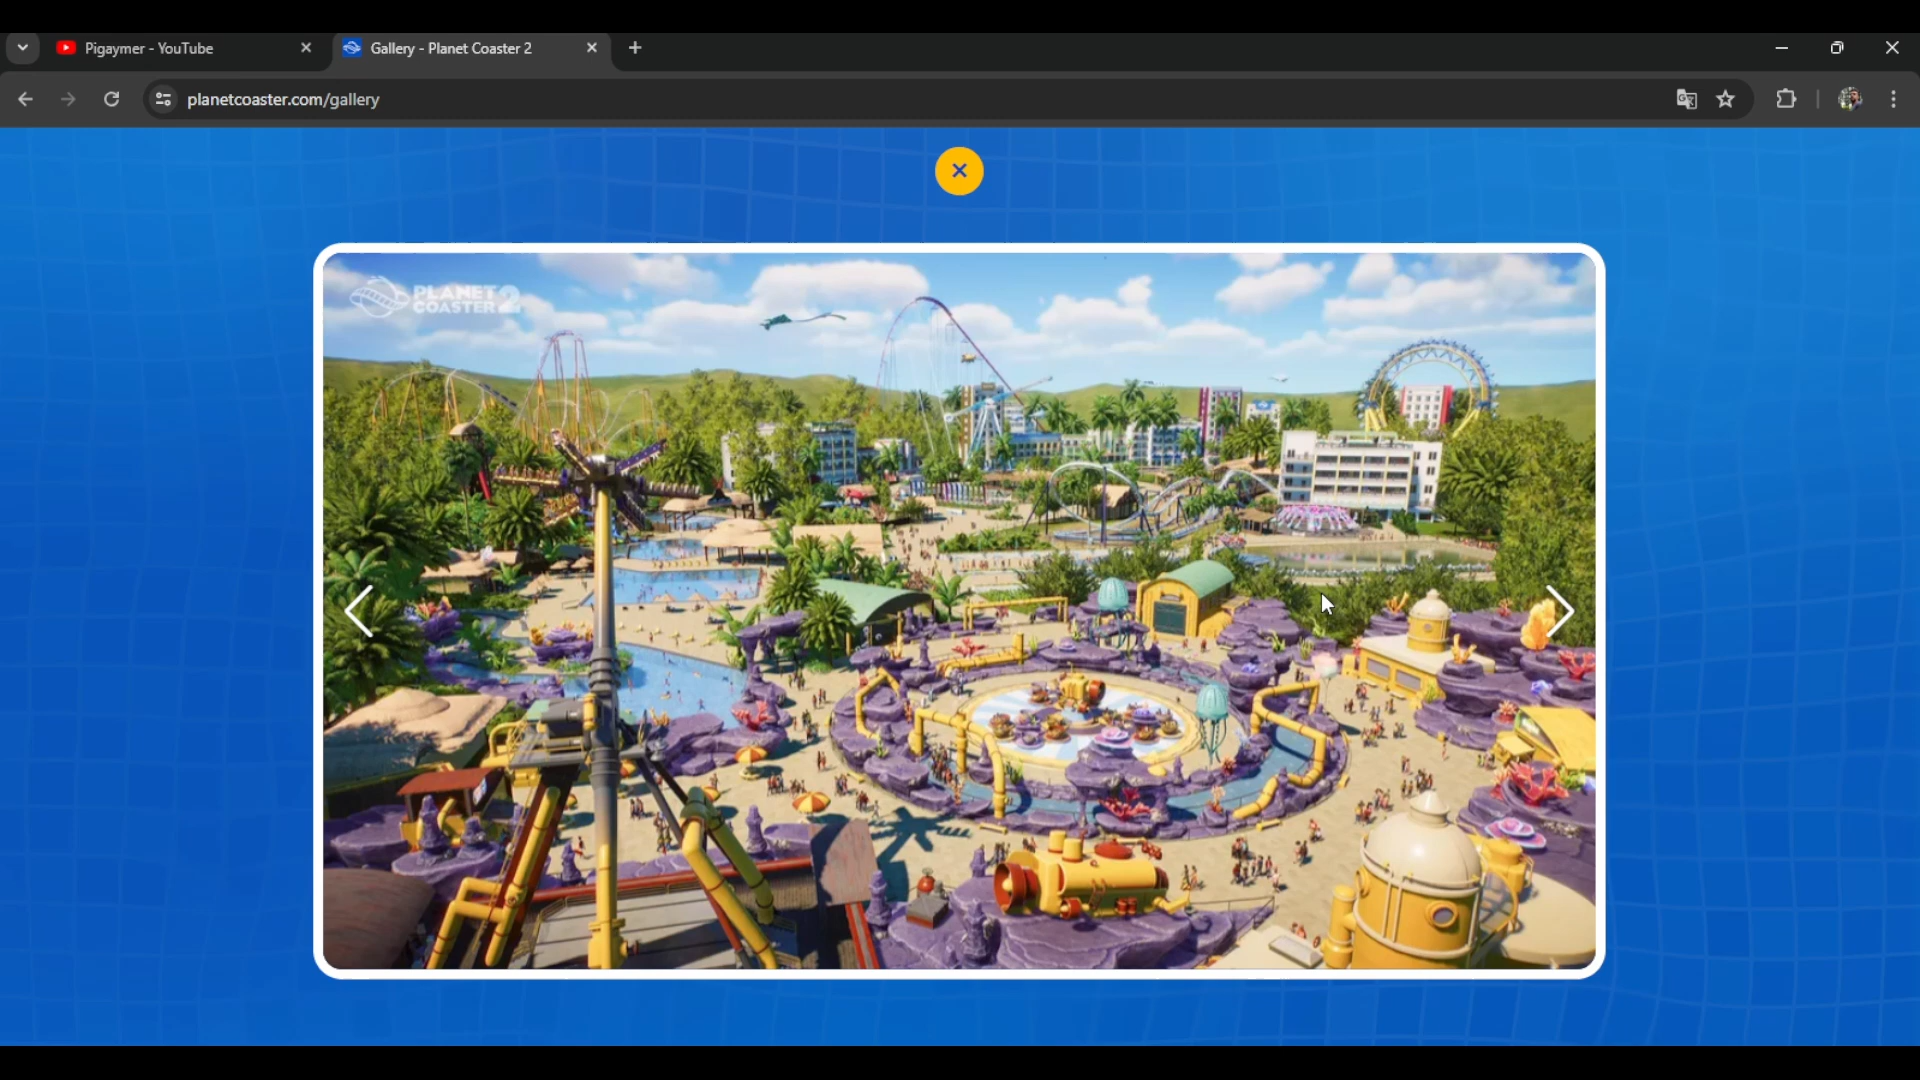 Pigaymer - YouTube
Gallery - Planet Coaster 2
planetcoaster.com/gallery
PLANET
COASTER 2